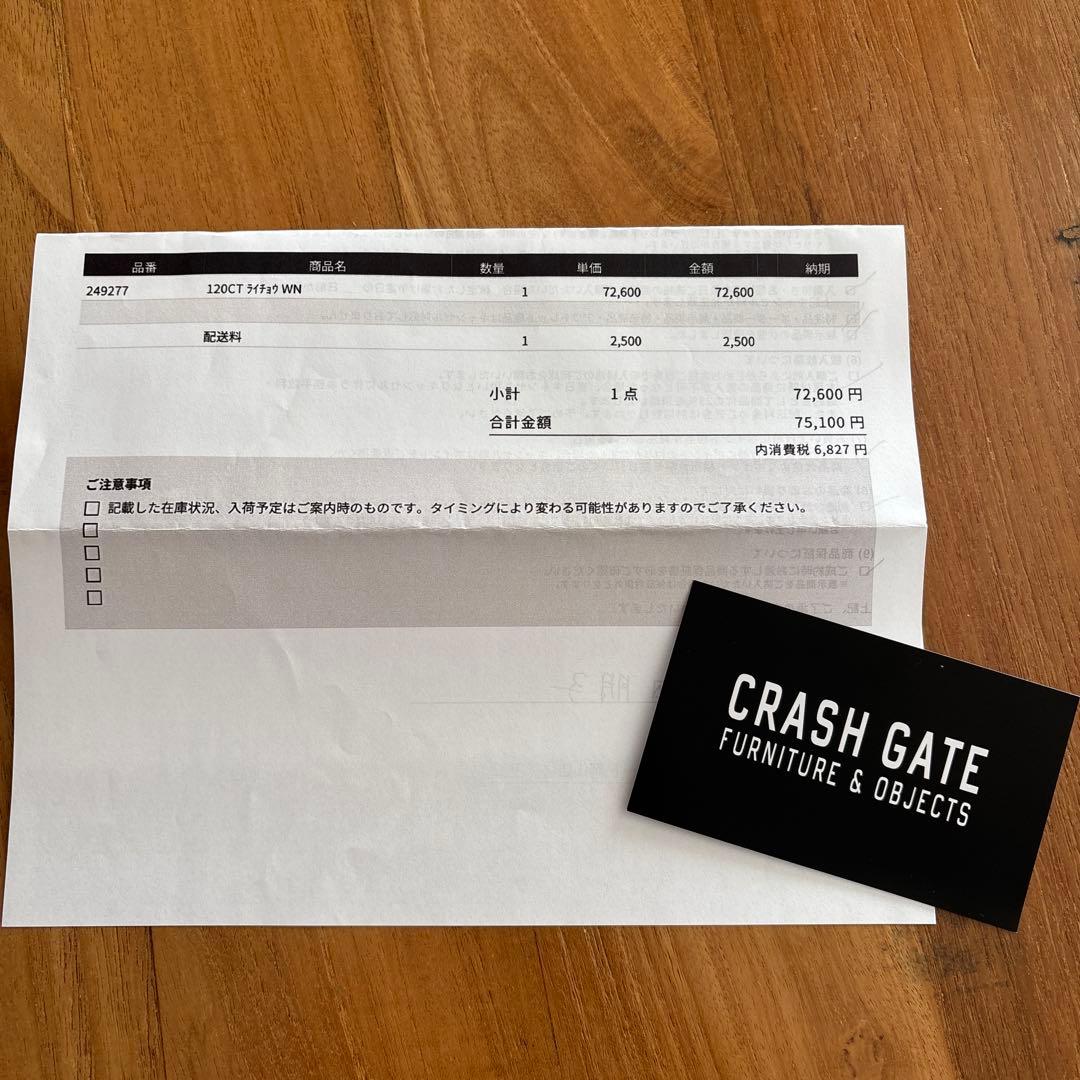 品番 商品名 数量 単価 金額 納期
249277 120CT ﾗｲﾁｮｳ WN 1 72,600 72,600
配送料 1 2,500 2,500
小計 1 点 72,600 円
合計金額 75,100 円
内消費税 6,827 円
ご注意事項
記載した在庫状況、入荷予定はご案内時のものです。タイミングにより変わる可能性がありますのでご了承ください。
CRASH GATE
FURNITURE & OBJECTS